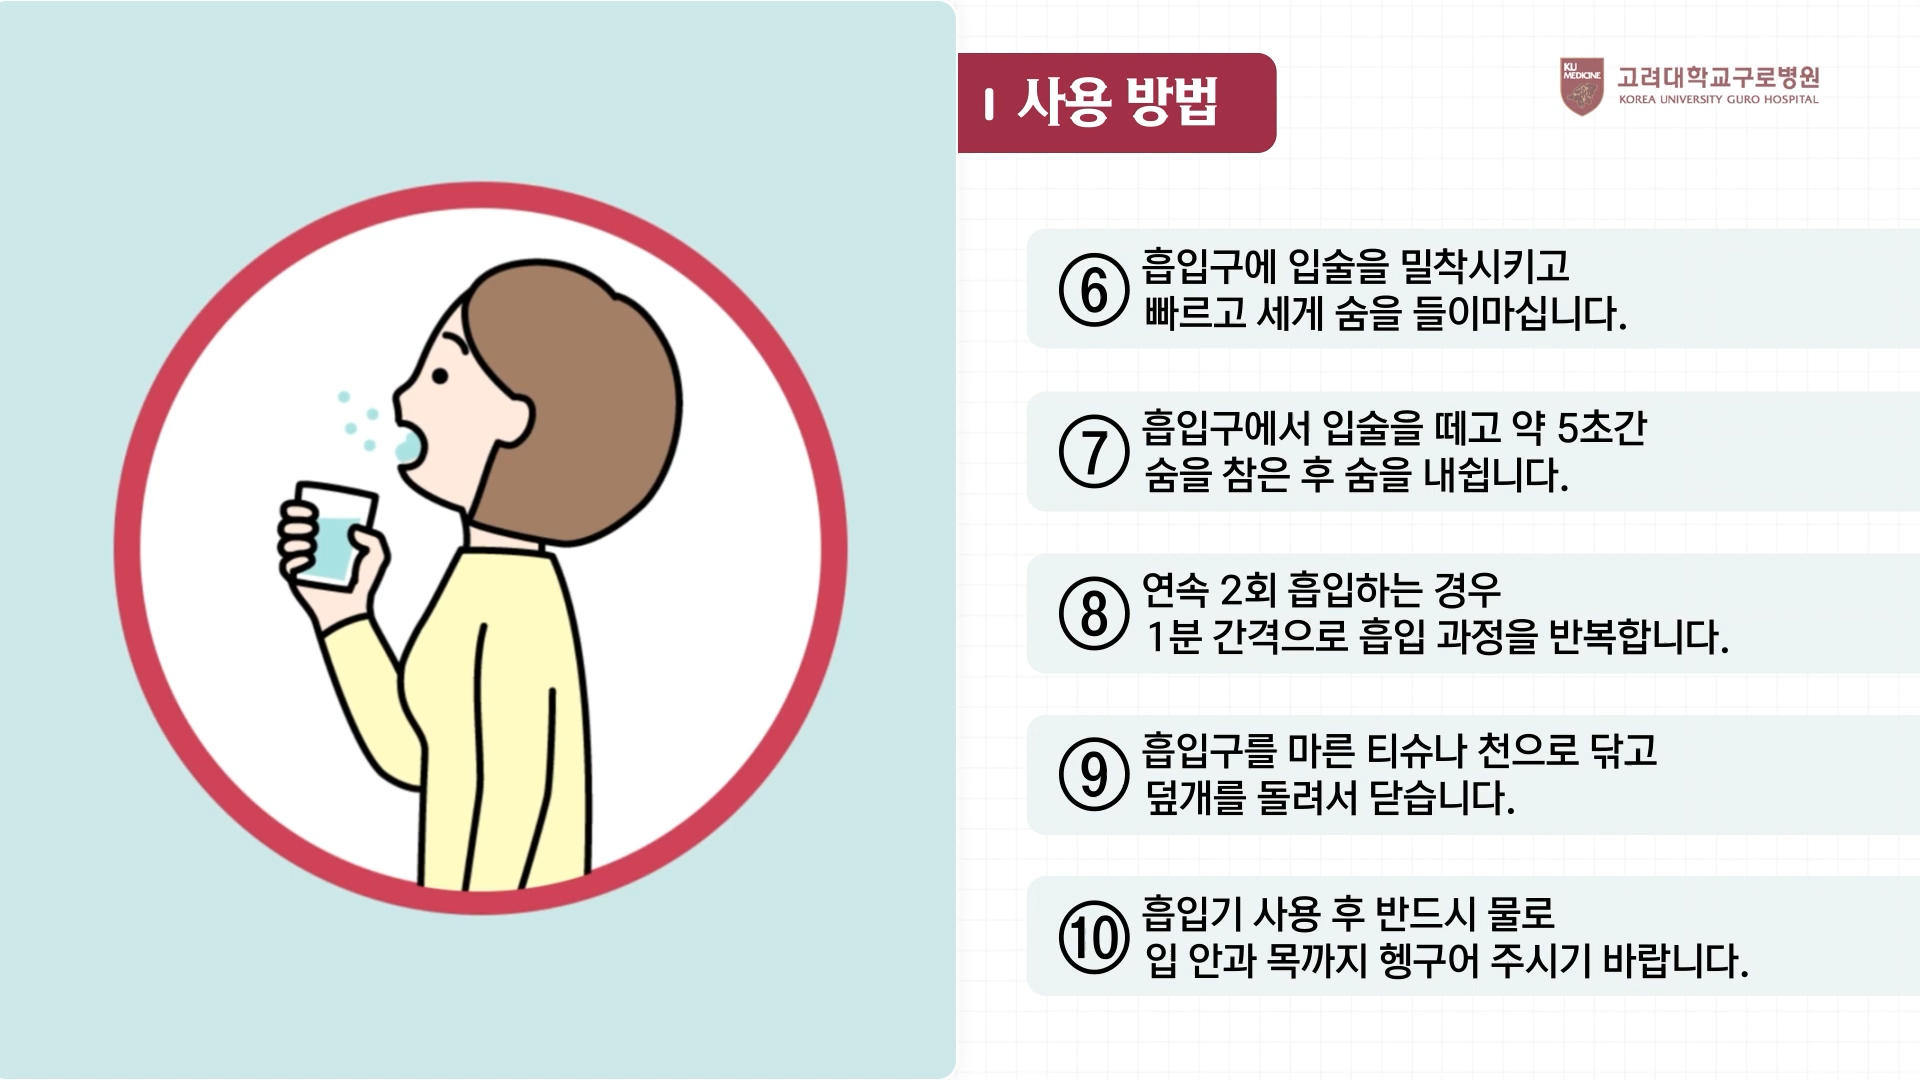 사용 방법
KU MEDICINE
고려대학교구로병원
KOREA UNIVERSITY GURO HOSPITAL
⑥ 흡입구에 입술을 밀착시키고
빠르고 세게 숨을 들이마십니다.
⑦ 흡입구에서 입술을 떼고 약 5초간
숨을 참은 후 숨을 내쉽니다.
⑧ 연속 2회 흡입하는 경우
1분 간격으로 흡입 과정을 반복합니다.
⑨ 흡입구를 마른 티슈나 천으로 닦고
덮개를 돌려서 닫습니다.
⑩ 흡입기 사용 후 반드시 물로
입 안과 목까지 헹구어 주시기 바랍니다.